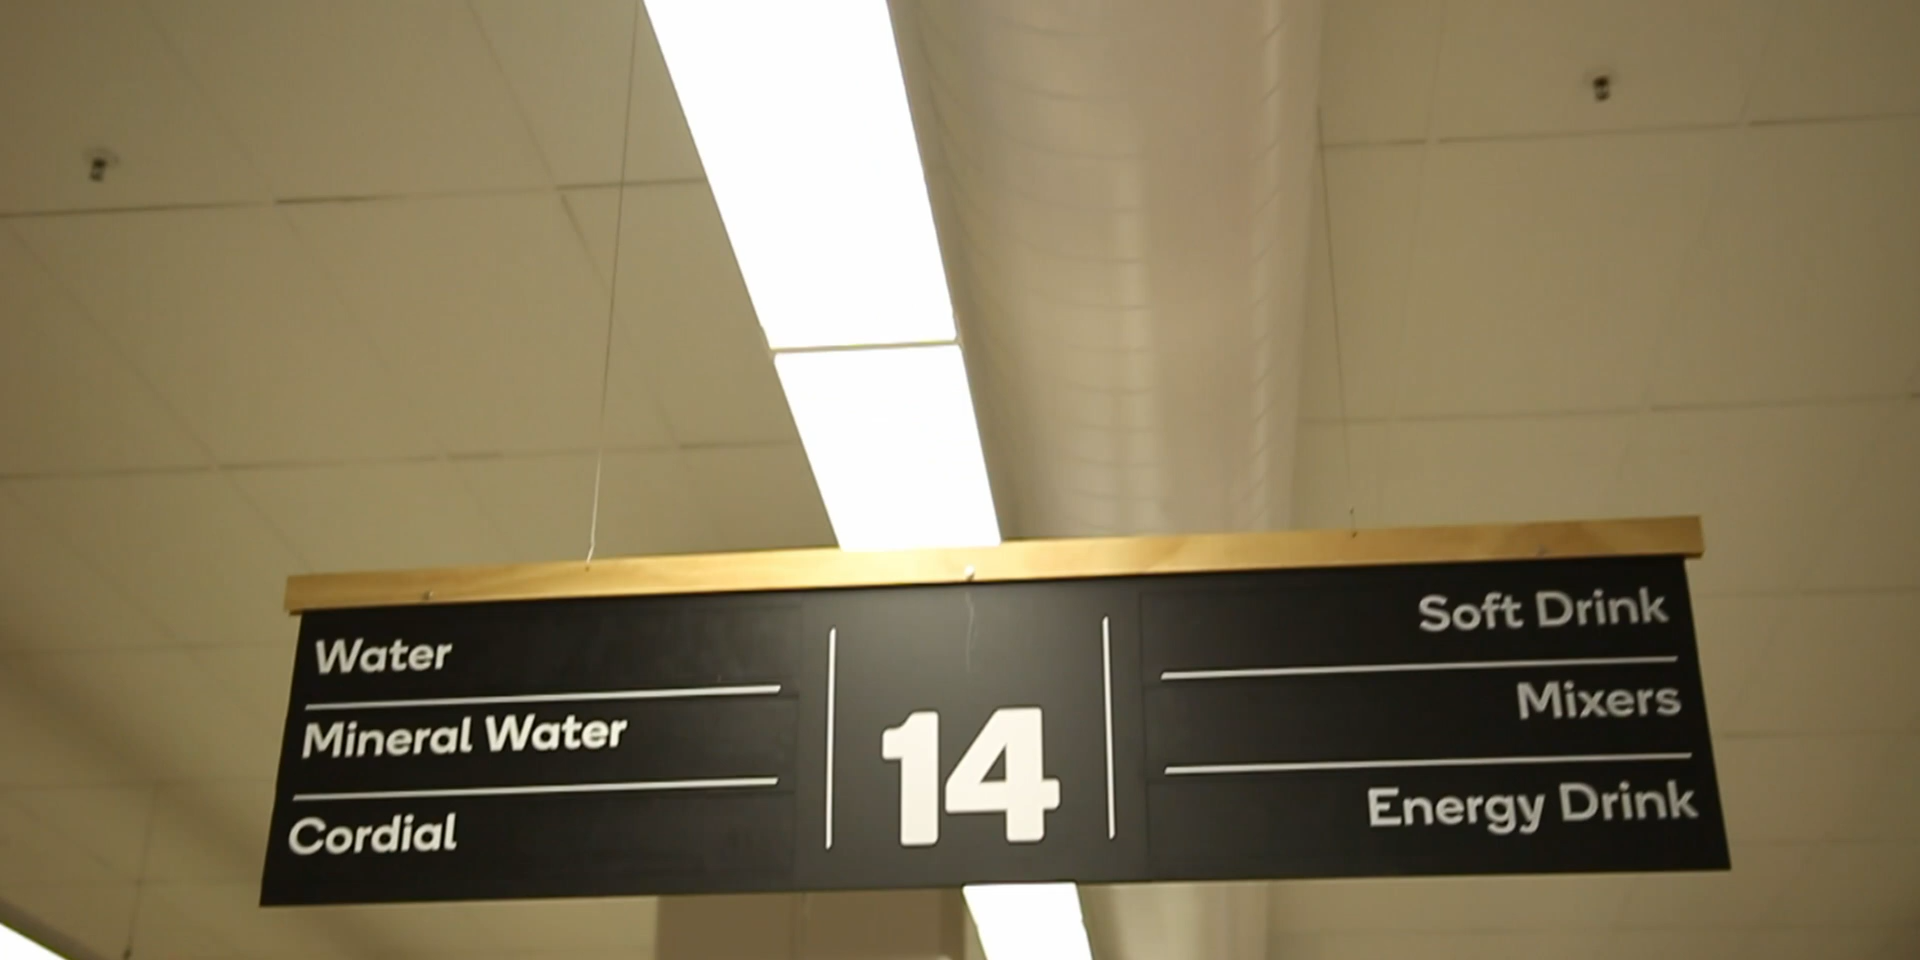 Water
Mineral Water
Cordial
14
Soft Drink
Mixers
Energy Drink